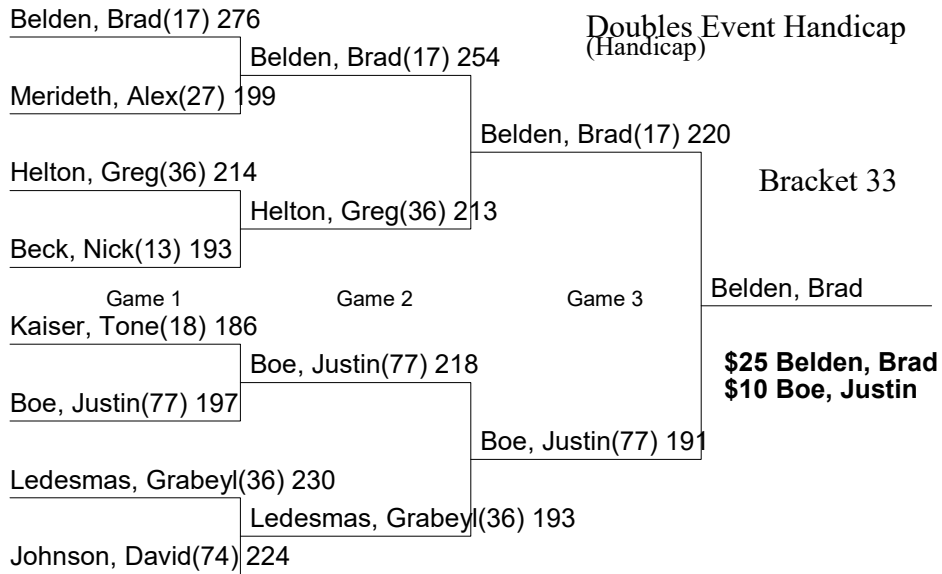 Belden, Brad(17) 276
Doubles Event Handicap
(Handicap)
Belden, Brad(17) 254
Merideth, Alex(27) 199
Belden, Brad(17) 220
Helton, Greg(36) 214
Bracket 33
Helton, Greg(36) 213
Beck, Nick(13) 193
Game 1
Game 2
Game 3
Belden, Brad
Kaiser, Tone(18) 186
Boe, Justin(77) 218
$25 Belden, Brad
$10 Boe, Justin
Boe, Justin(77) 197
Boe, Justin(77) 191
Ledesmas, Grabeyl(36) 230
Ledesmas, Grabeyl(36) 193
Johnson, David(74) 224